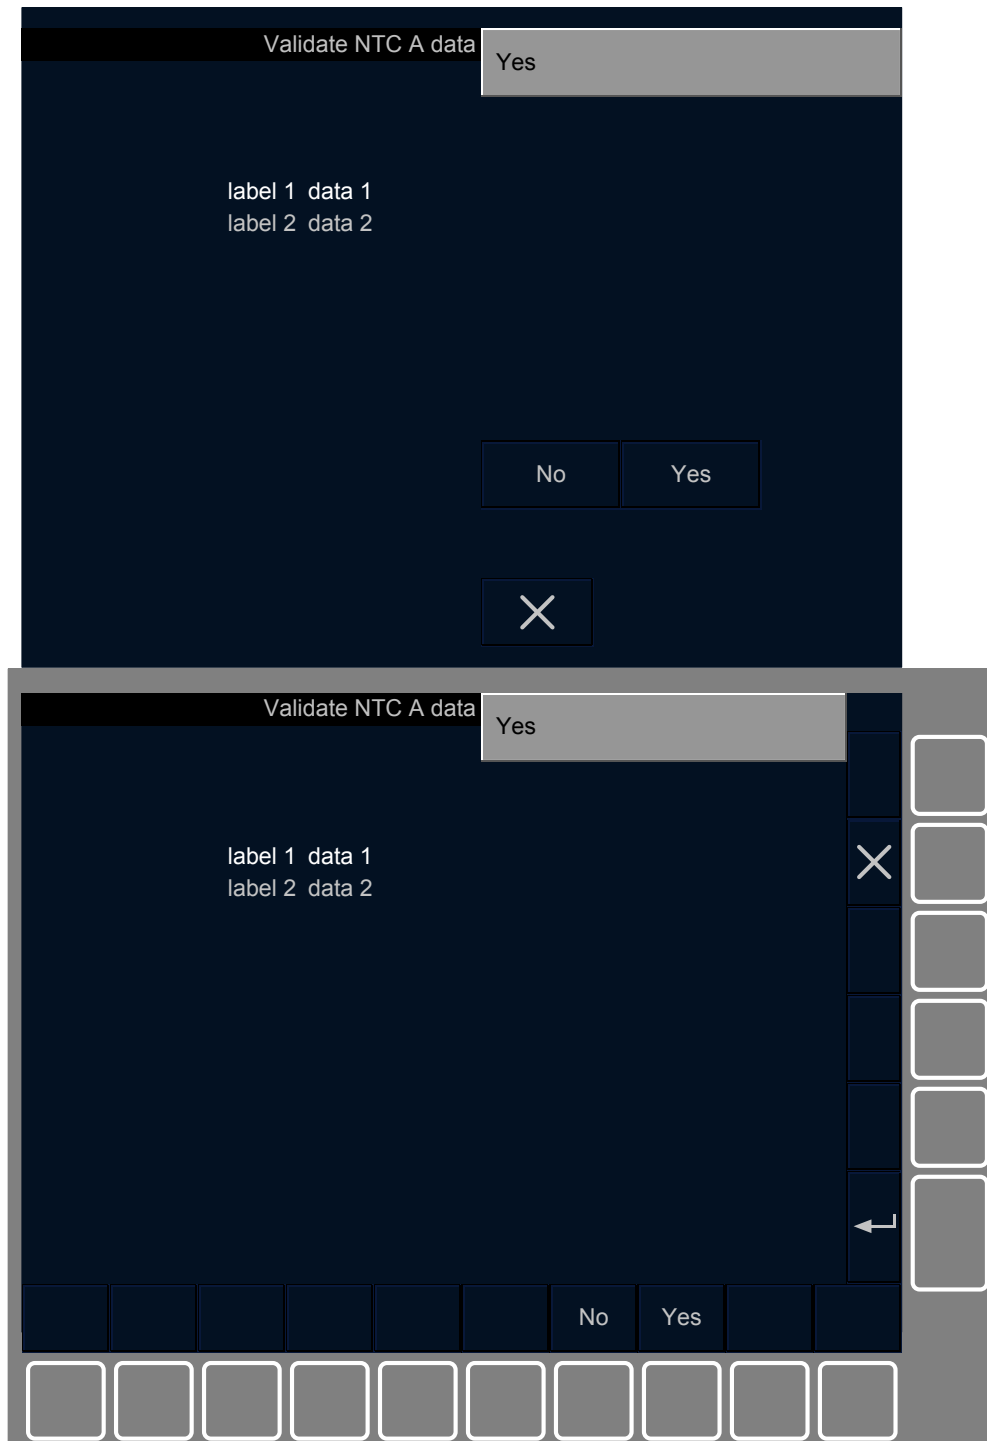 Validate NTC A data
Yes
label 1 data 1
label 2 data 2
No Yes
Validate NTC A data
Yes
label 1 data 1
label 2 data 2
No Yes